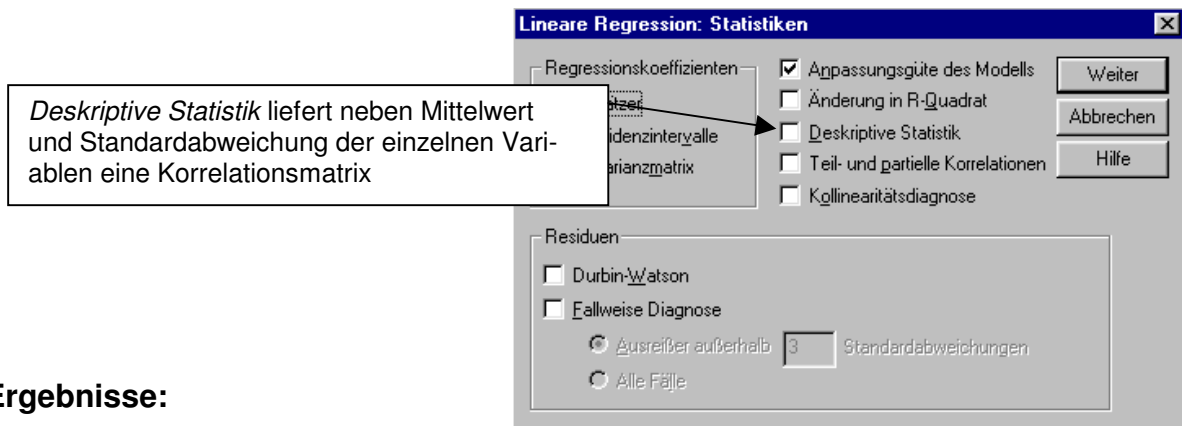 Lineare Regression: Statistiken
Regressionskoeffizienten
Anpassungsgüte des Modells
Weiter
Änderung in R-Quadrat
Abbrechen
Deskriptive Statistik liefert neben Mittelwert
und Standardabweichung der einzelnen Vari-
ablen eine Korrelationsmatrix
Deskriptive Statistik
Teil- und partielle Korrelationen
Hilfe
Kollinearitätsdiagnose
Residuen
Durbin-Watson
Fallweise Diagnose
Ausreißer außerhalb 3 Standardabweichungen
Alle Fälle
Ergebnisse: